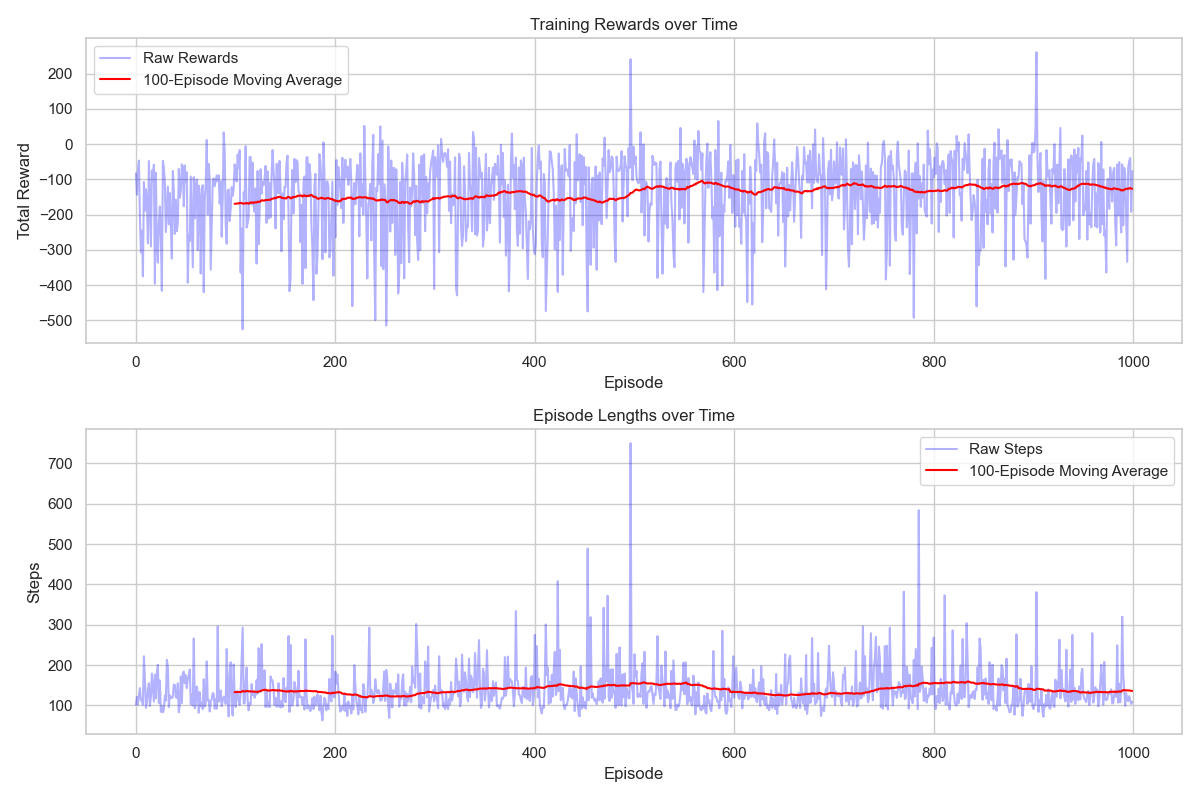 Training Rewards over Time
Raw Rewards
100-Episode Moving Average
Total Reward
200
100
0
−100
−200
−300
−400
−500
0
200
400
600
800
1000
Episode
Episode Lengths over Time
Raw Steps
100-Episode Moving Average
Steps
700
600
500
400
300
200
100
0
200
400
600
800
1000
Episode